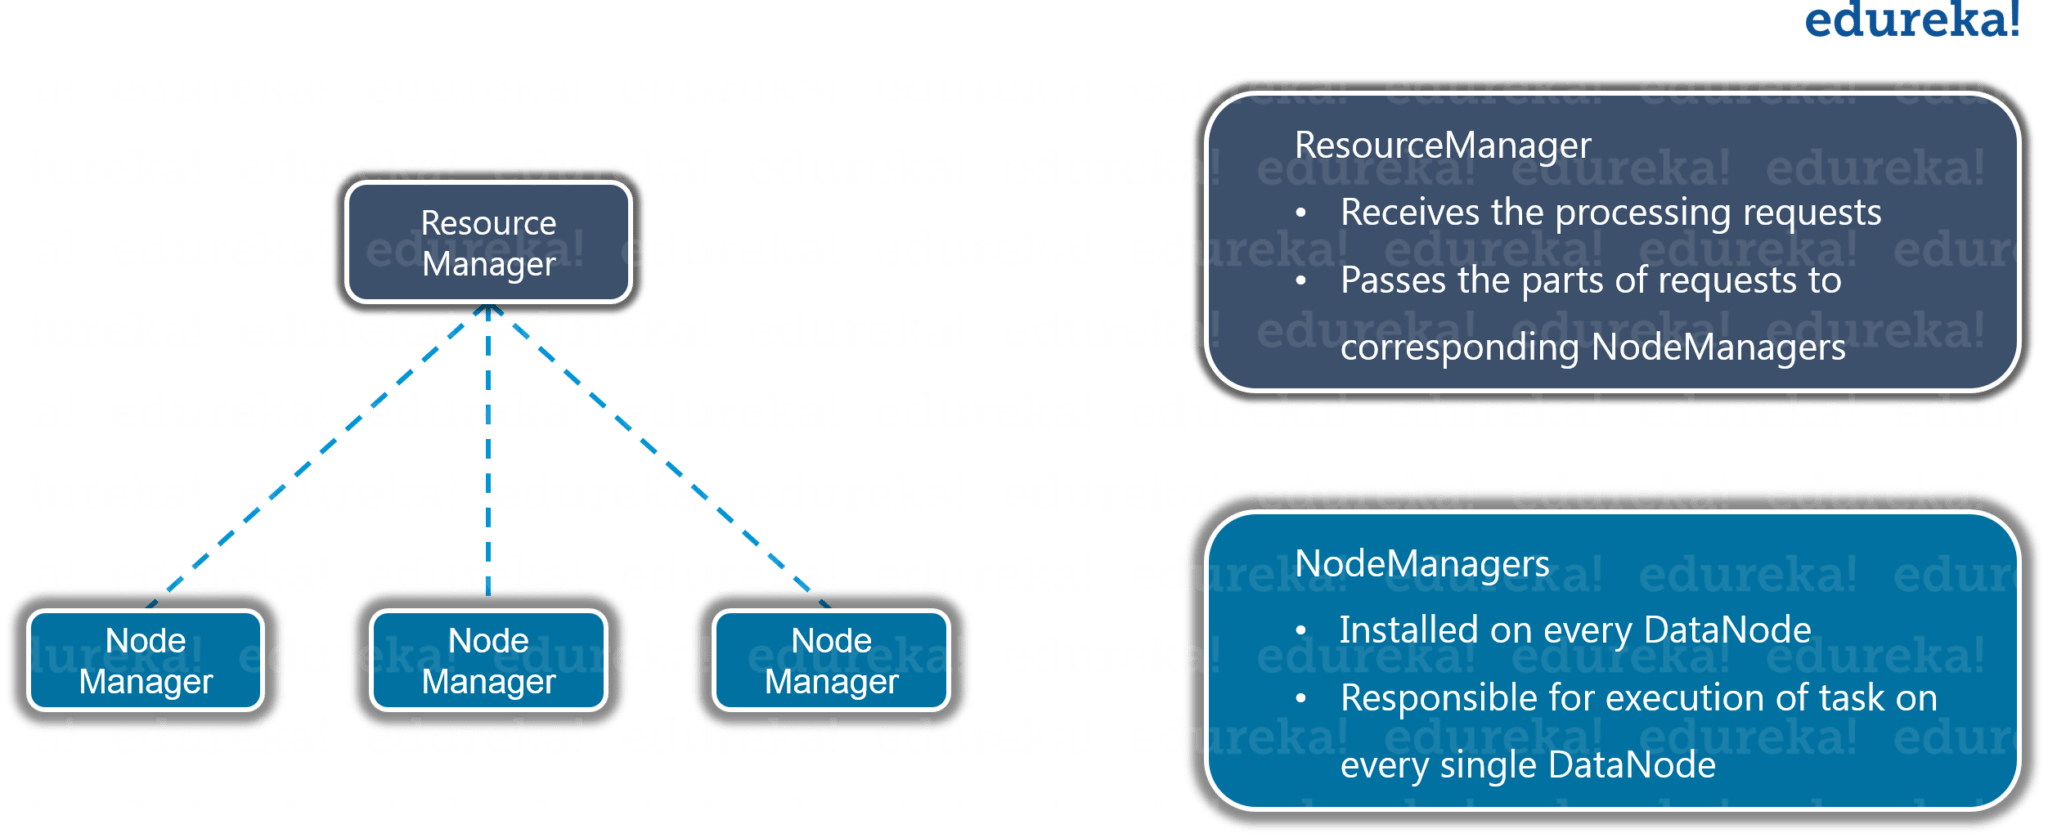 edureka!
Resource
Manager
Node
Manager
Node
Manager
Node
Manager
ResourceManager
• Receives the processing requests
• Passes the parts of requests to
corresponding NodeManagers
NodeManagers
• Installed on every DataNode
• Responsible for execution of task on
every single DataNode